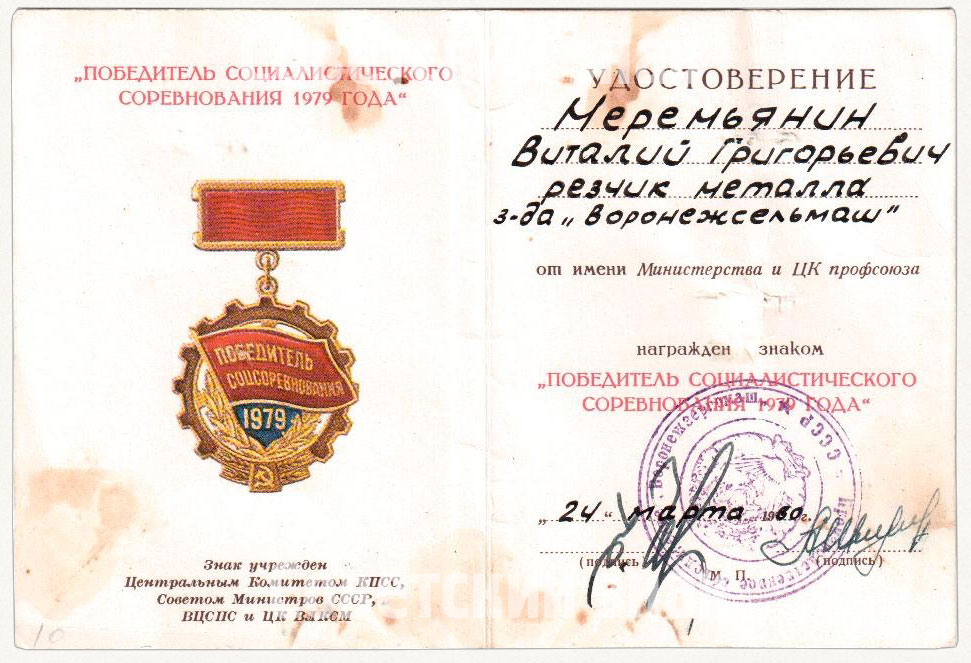 „ПОБЕДИТЕЛЬ СОЦИАЛИСТИЧЕСКОГО
СОРЕВНОВАНИЯ 1979 ГОДА“
ПОБЕДИТЕЛЬ
СОЦСОРЕВНОВАНИЯ
1979
Знак учрежден
Центральным Комитетом КПСС,
Советом Министров СССР,
ВЦСПС и ЦК ВЛКСМ
10
УДОСТОВЕРЕНИЕ
Меремьянин
Виталий Григорьевич
резчик металла
з-да „Воронежсельмаш“
от имени Министерства и ЦК профсоюза
награжден знаком
„ПОБЕДИТЕЛЬ СОЦИАЛИСТИЧЕСКОГО
СОРЕВНОВАНИЯ 1979 ГОДА“
„24“ марта 1980 г.
(подпись) (подпись)
М. П.
СССР